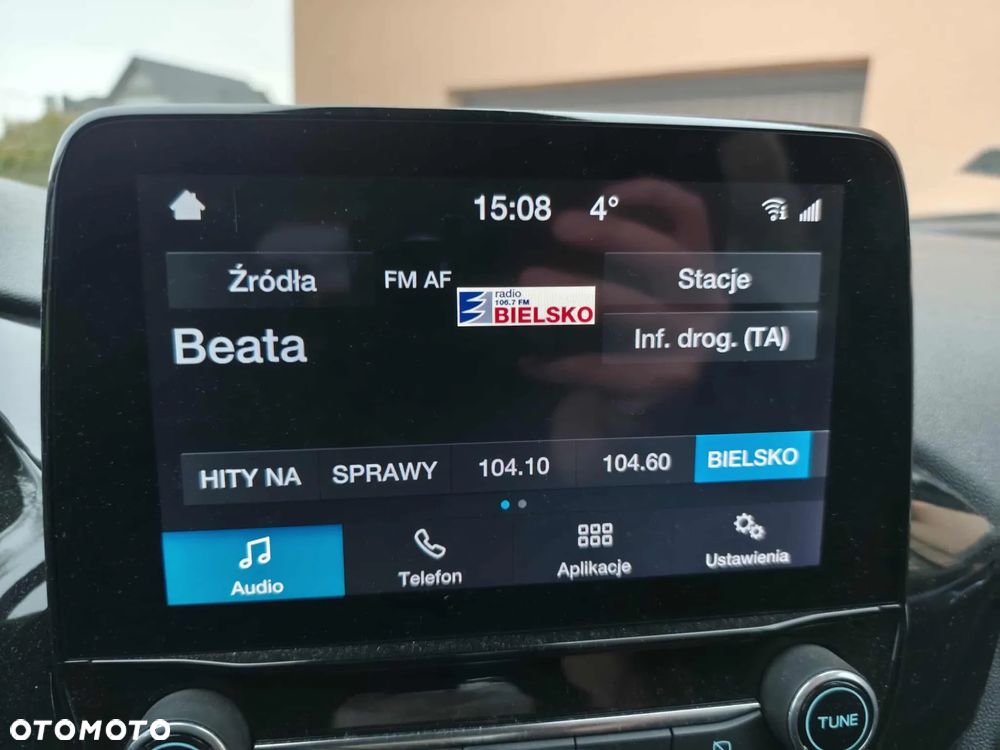 15:08 4°
Źródła
FM AF
radio
106.7 FM
BIELSKO
Stacje
Beata
Inf. drog. (TA)
HITY NA
SPRAWY
104.10
104.60
BIELSKO
Audio
Telefon
Aplikacje
Ustawienia
TUNE
OTOMOTO